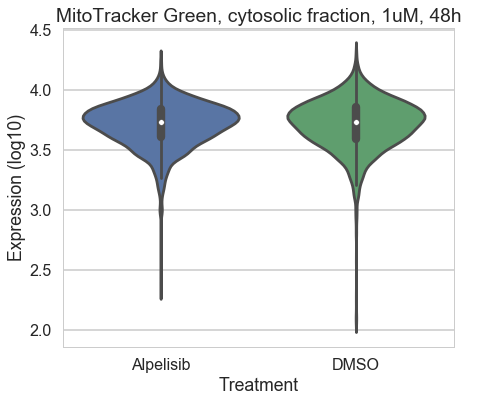 MitoTracker Green, cytosolic fraction, 1uM, 48h
4.5
4.0
3.5
3.0
2.5
2.0
Expression (log10)
Alpelisib
DMSO
Treatment